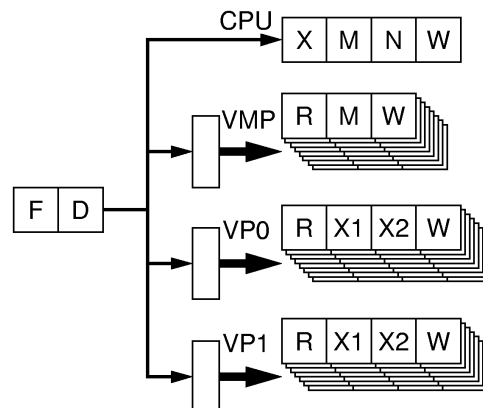 CPU
X M N W
VMP
R M W
F D
VP0
R X1 X2 W
VP1
R X1 X2 W